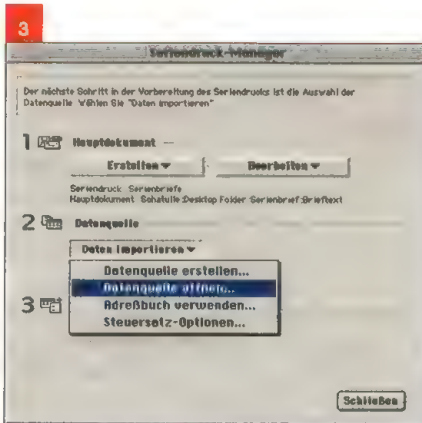 3
Seriendruck-Manager
Der nächste Schritt in der Vorbereitung des Seriendrucks ist die Auswahl der
Datenquelle Wählen Sie "Daten importieren"
1 Hauptdokument
Erstellen Bearbeiten
Seriendruck Serienbriefe
Hauptdokument Schatulle:Desktop Folder:Serienbrief:Brieftext
2 Datenquelle
Daten importieren
Datenquelle erstellen...
Datenquelle öffnen...
3 Adreßbuch verwenden...
Steuersatz-Optionen...
Schließen